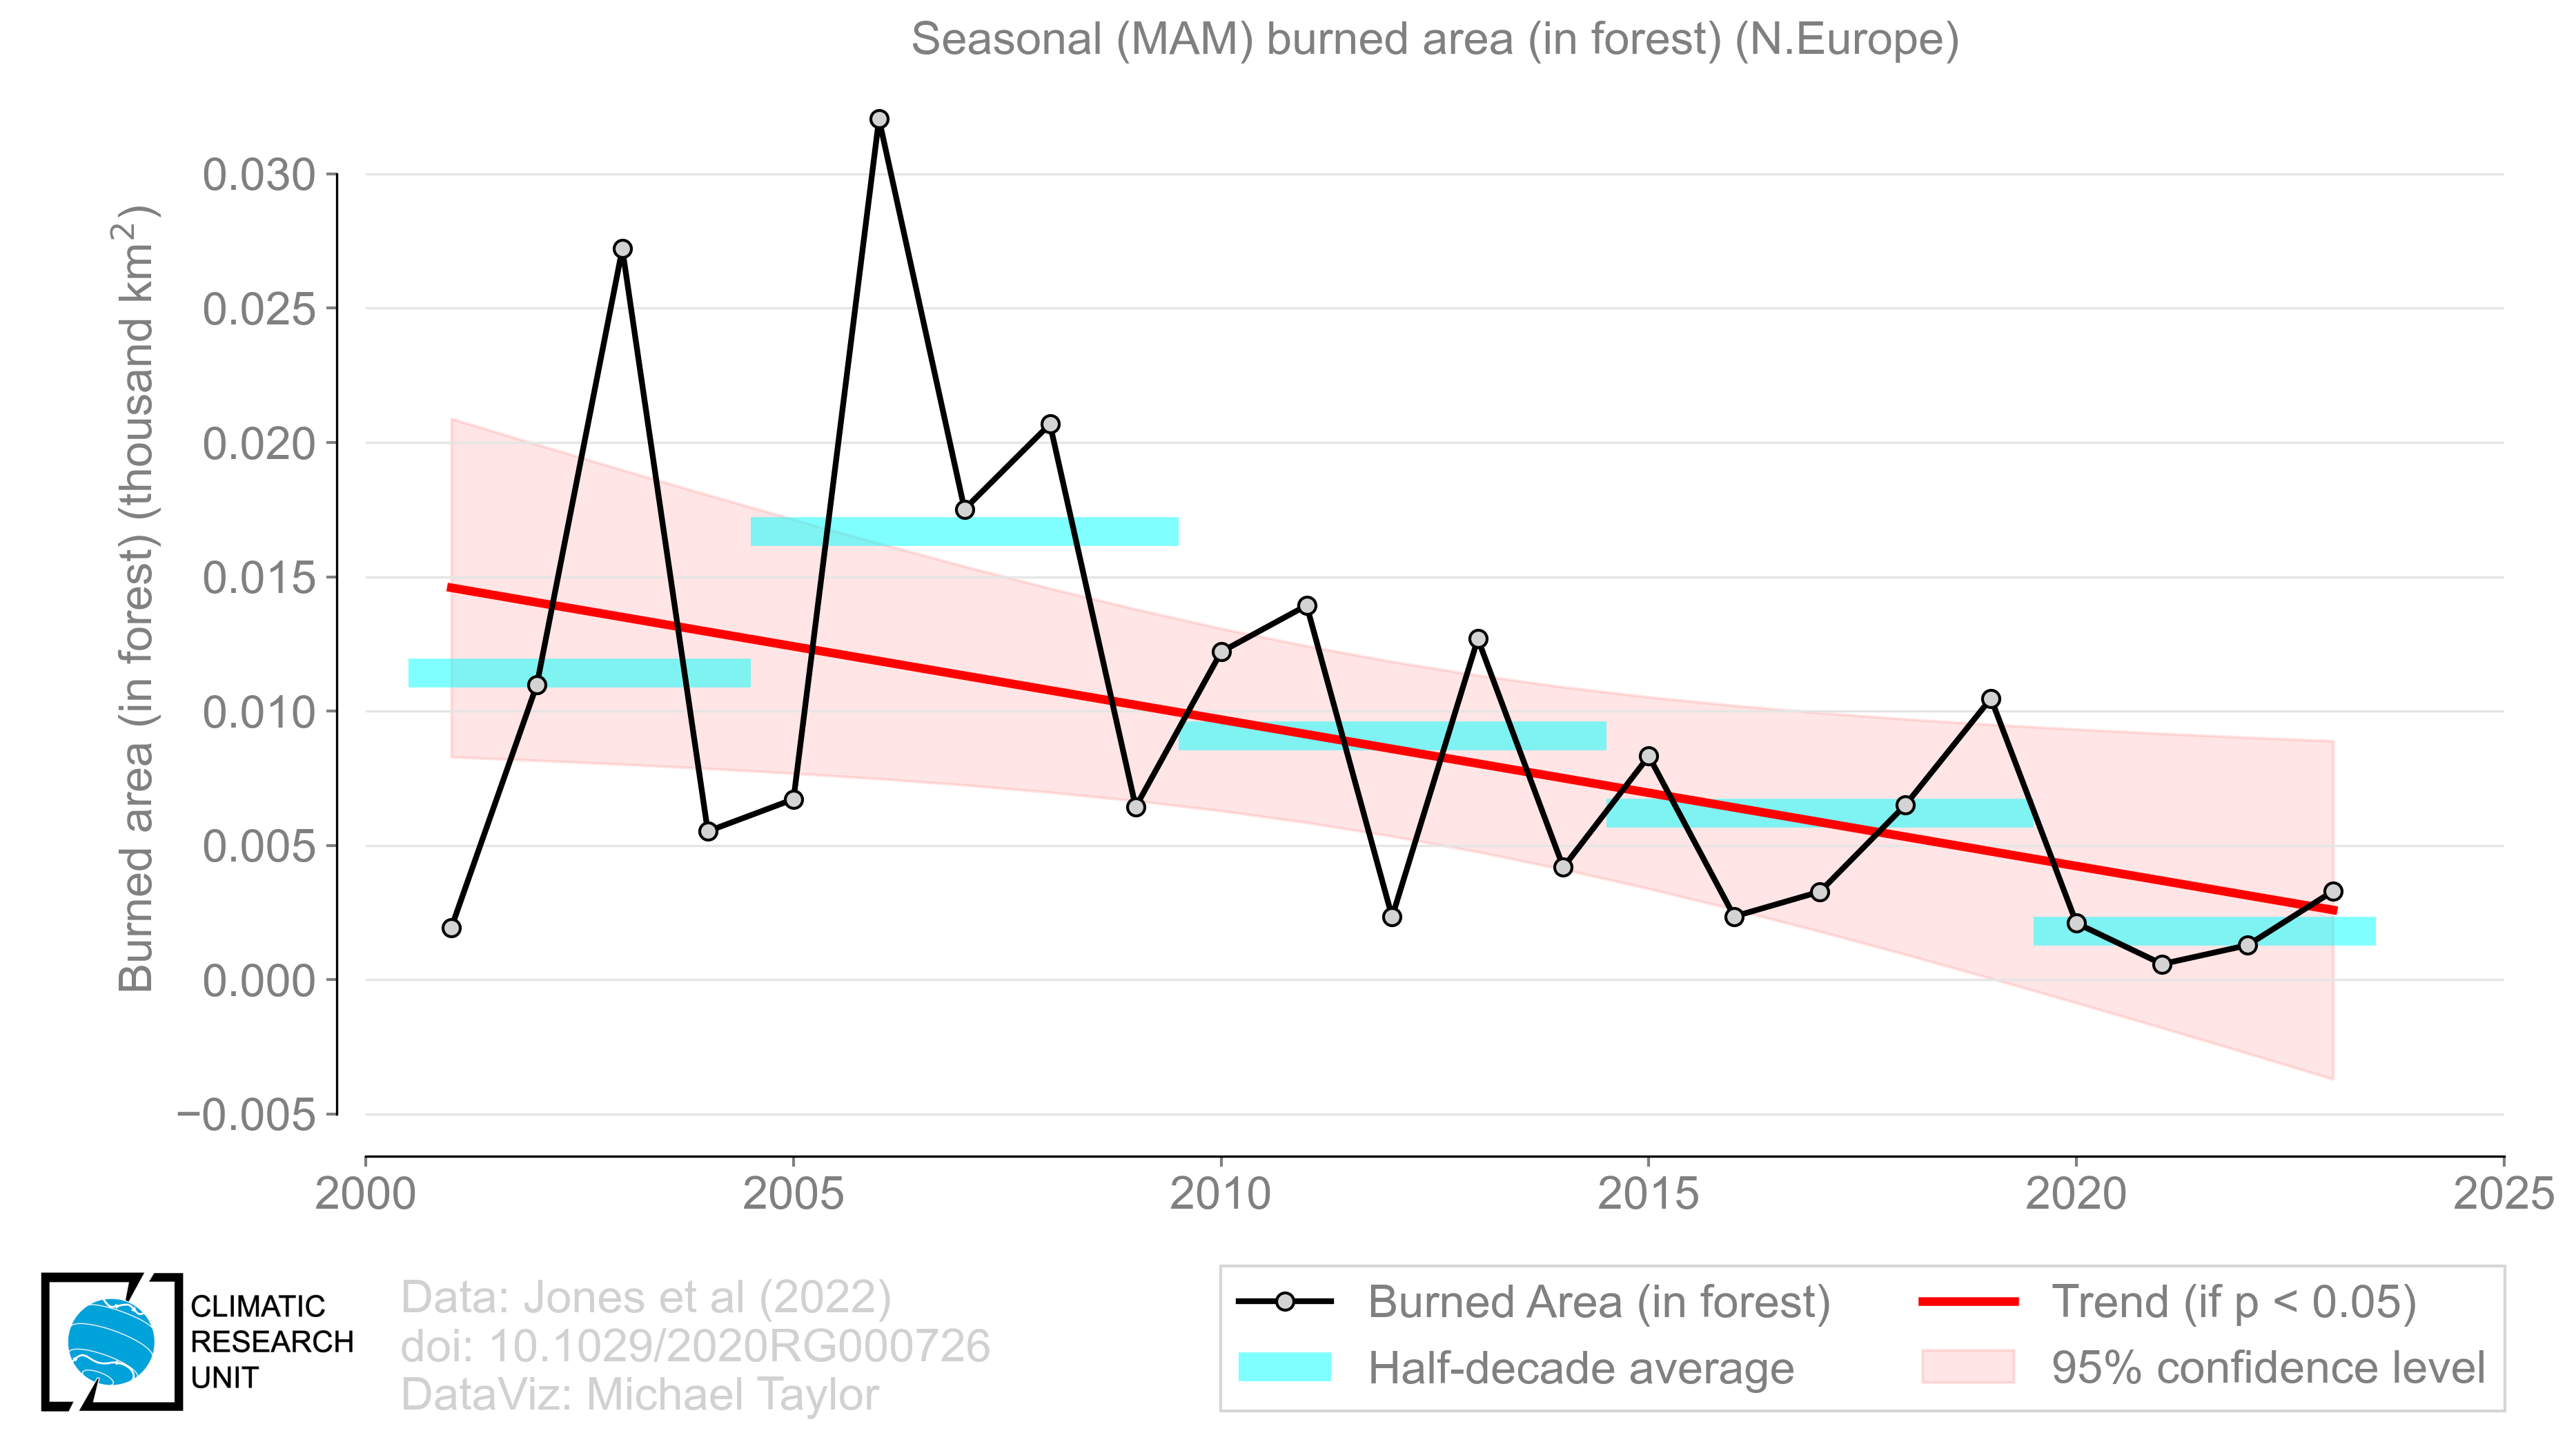 Seasonal (MAM) burned area (in forest) (N.Europe)
Burned area (in forest) (thousand km²)
0.030
0.025
0.020
0.015
0.010
0.005
0.000
−0.005
2000
2005
2010
2015
2020
2025
CLIMATIC
RESEARCH
UNIT
Data: Jones et al (2022)
doi: 10.1029/2020RG000726
DataViz: Michael Taylor
Burned Area (in forest)
Half-decade average
Trend (if p < 0.05)
95% confidence level